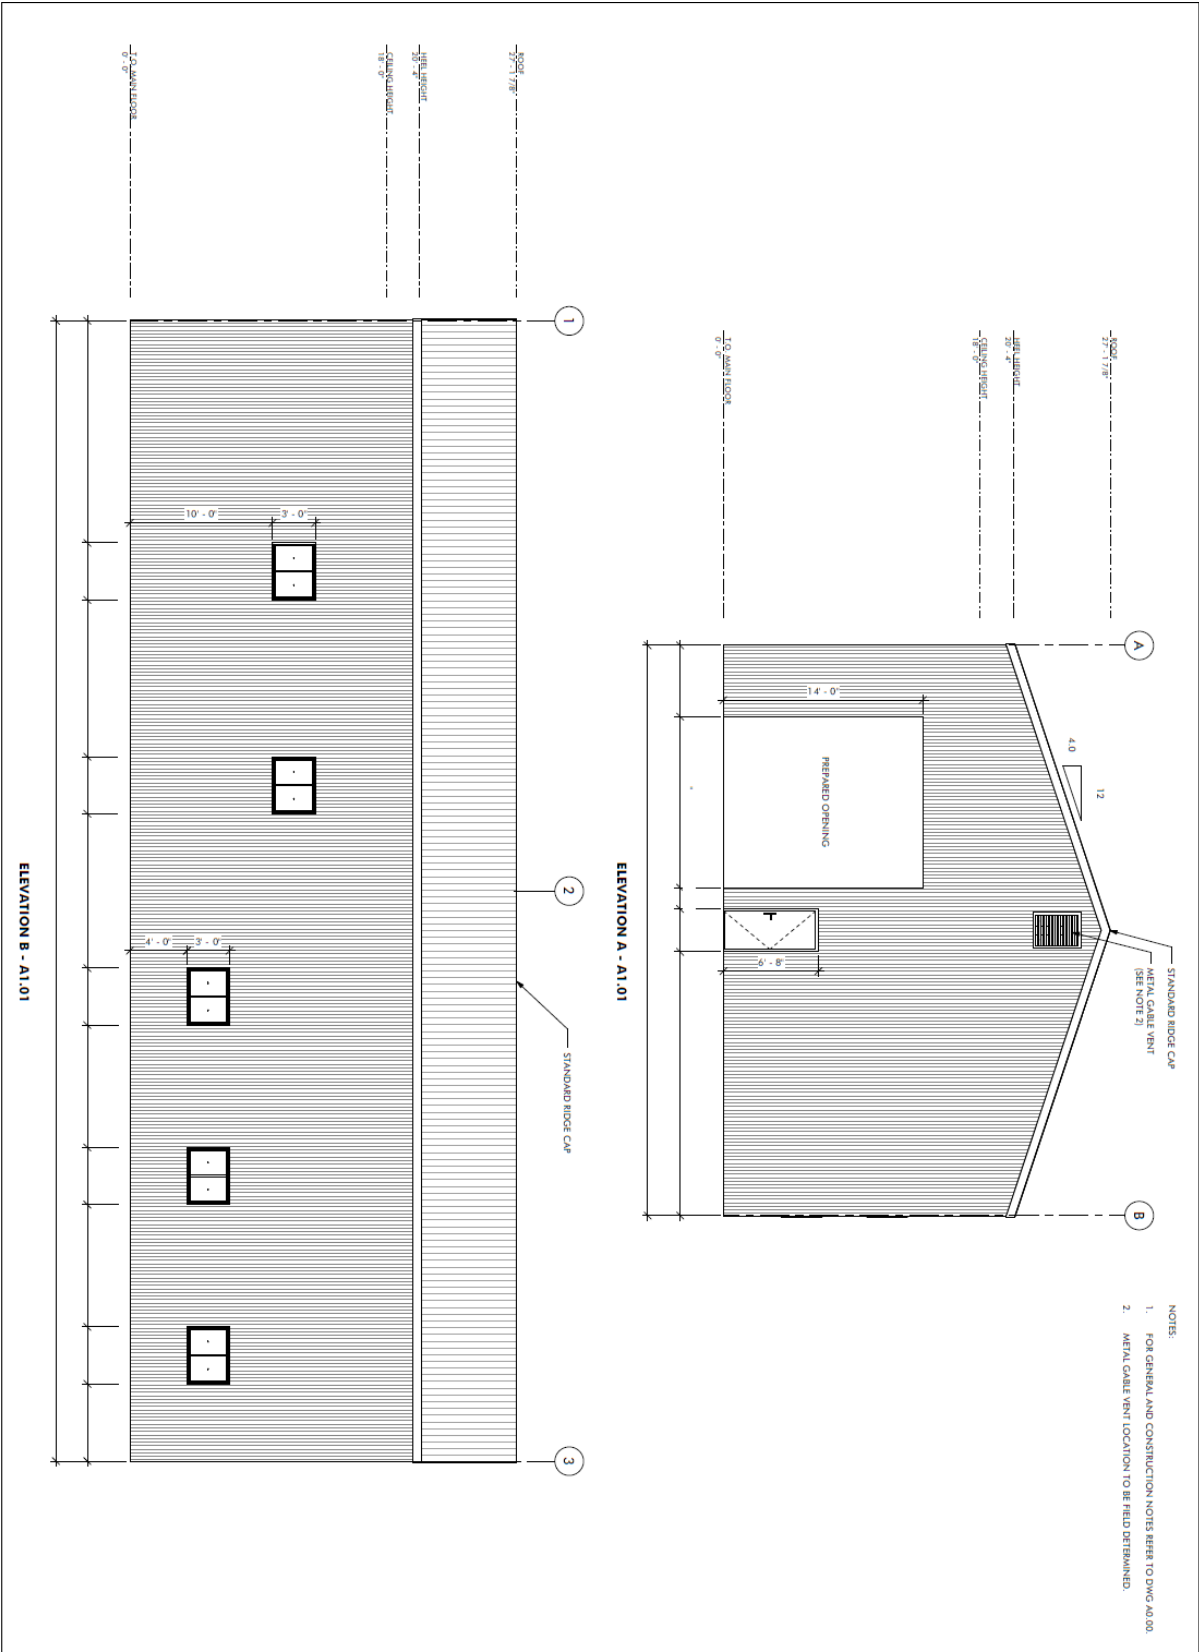 A
B
ROOF
27' - 1 7/8"
HEEL HEIGHT
20' - 4"
CEILING HEIGHT
18' - 0"
T.O. MAIN FLOOR
0' - 0"
4.0
12
14' - 0"
PREPARED OPENING
6' - 8"
STANDARD RIDGE CAP
METAL GABLE VENT
(SEE NOTE 2)
ELEVATION A - A1.01
NOTES:
1. FOR GENERAL AND CONSTRUCTION NOTES REFER TO DWG A0.00.
2. METAL GABLE VENT LOCATION TO BE FIELD DETERMINED.
1
2
3
ROOF
27' - 1 7/8"
HEEL HEIGHT
20' - 4"
CEILING HEIGHT
18' - 0"
T.O. MAIN FLOOR
0' - 0"
STANDARD RIDGE CAP
3' - 0"
10' - 0"
3' - 0"
4' - 0"
ELEVATION B - A1.01